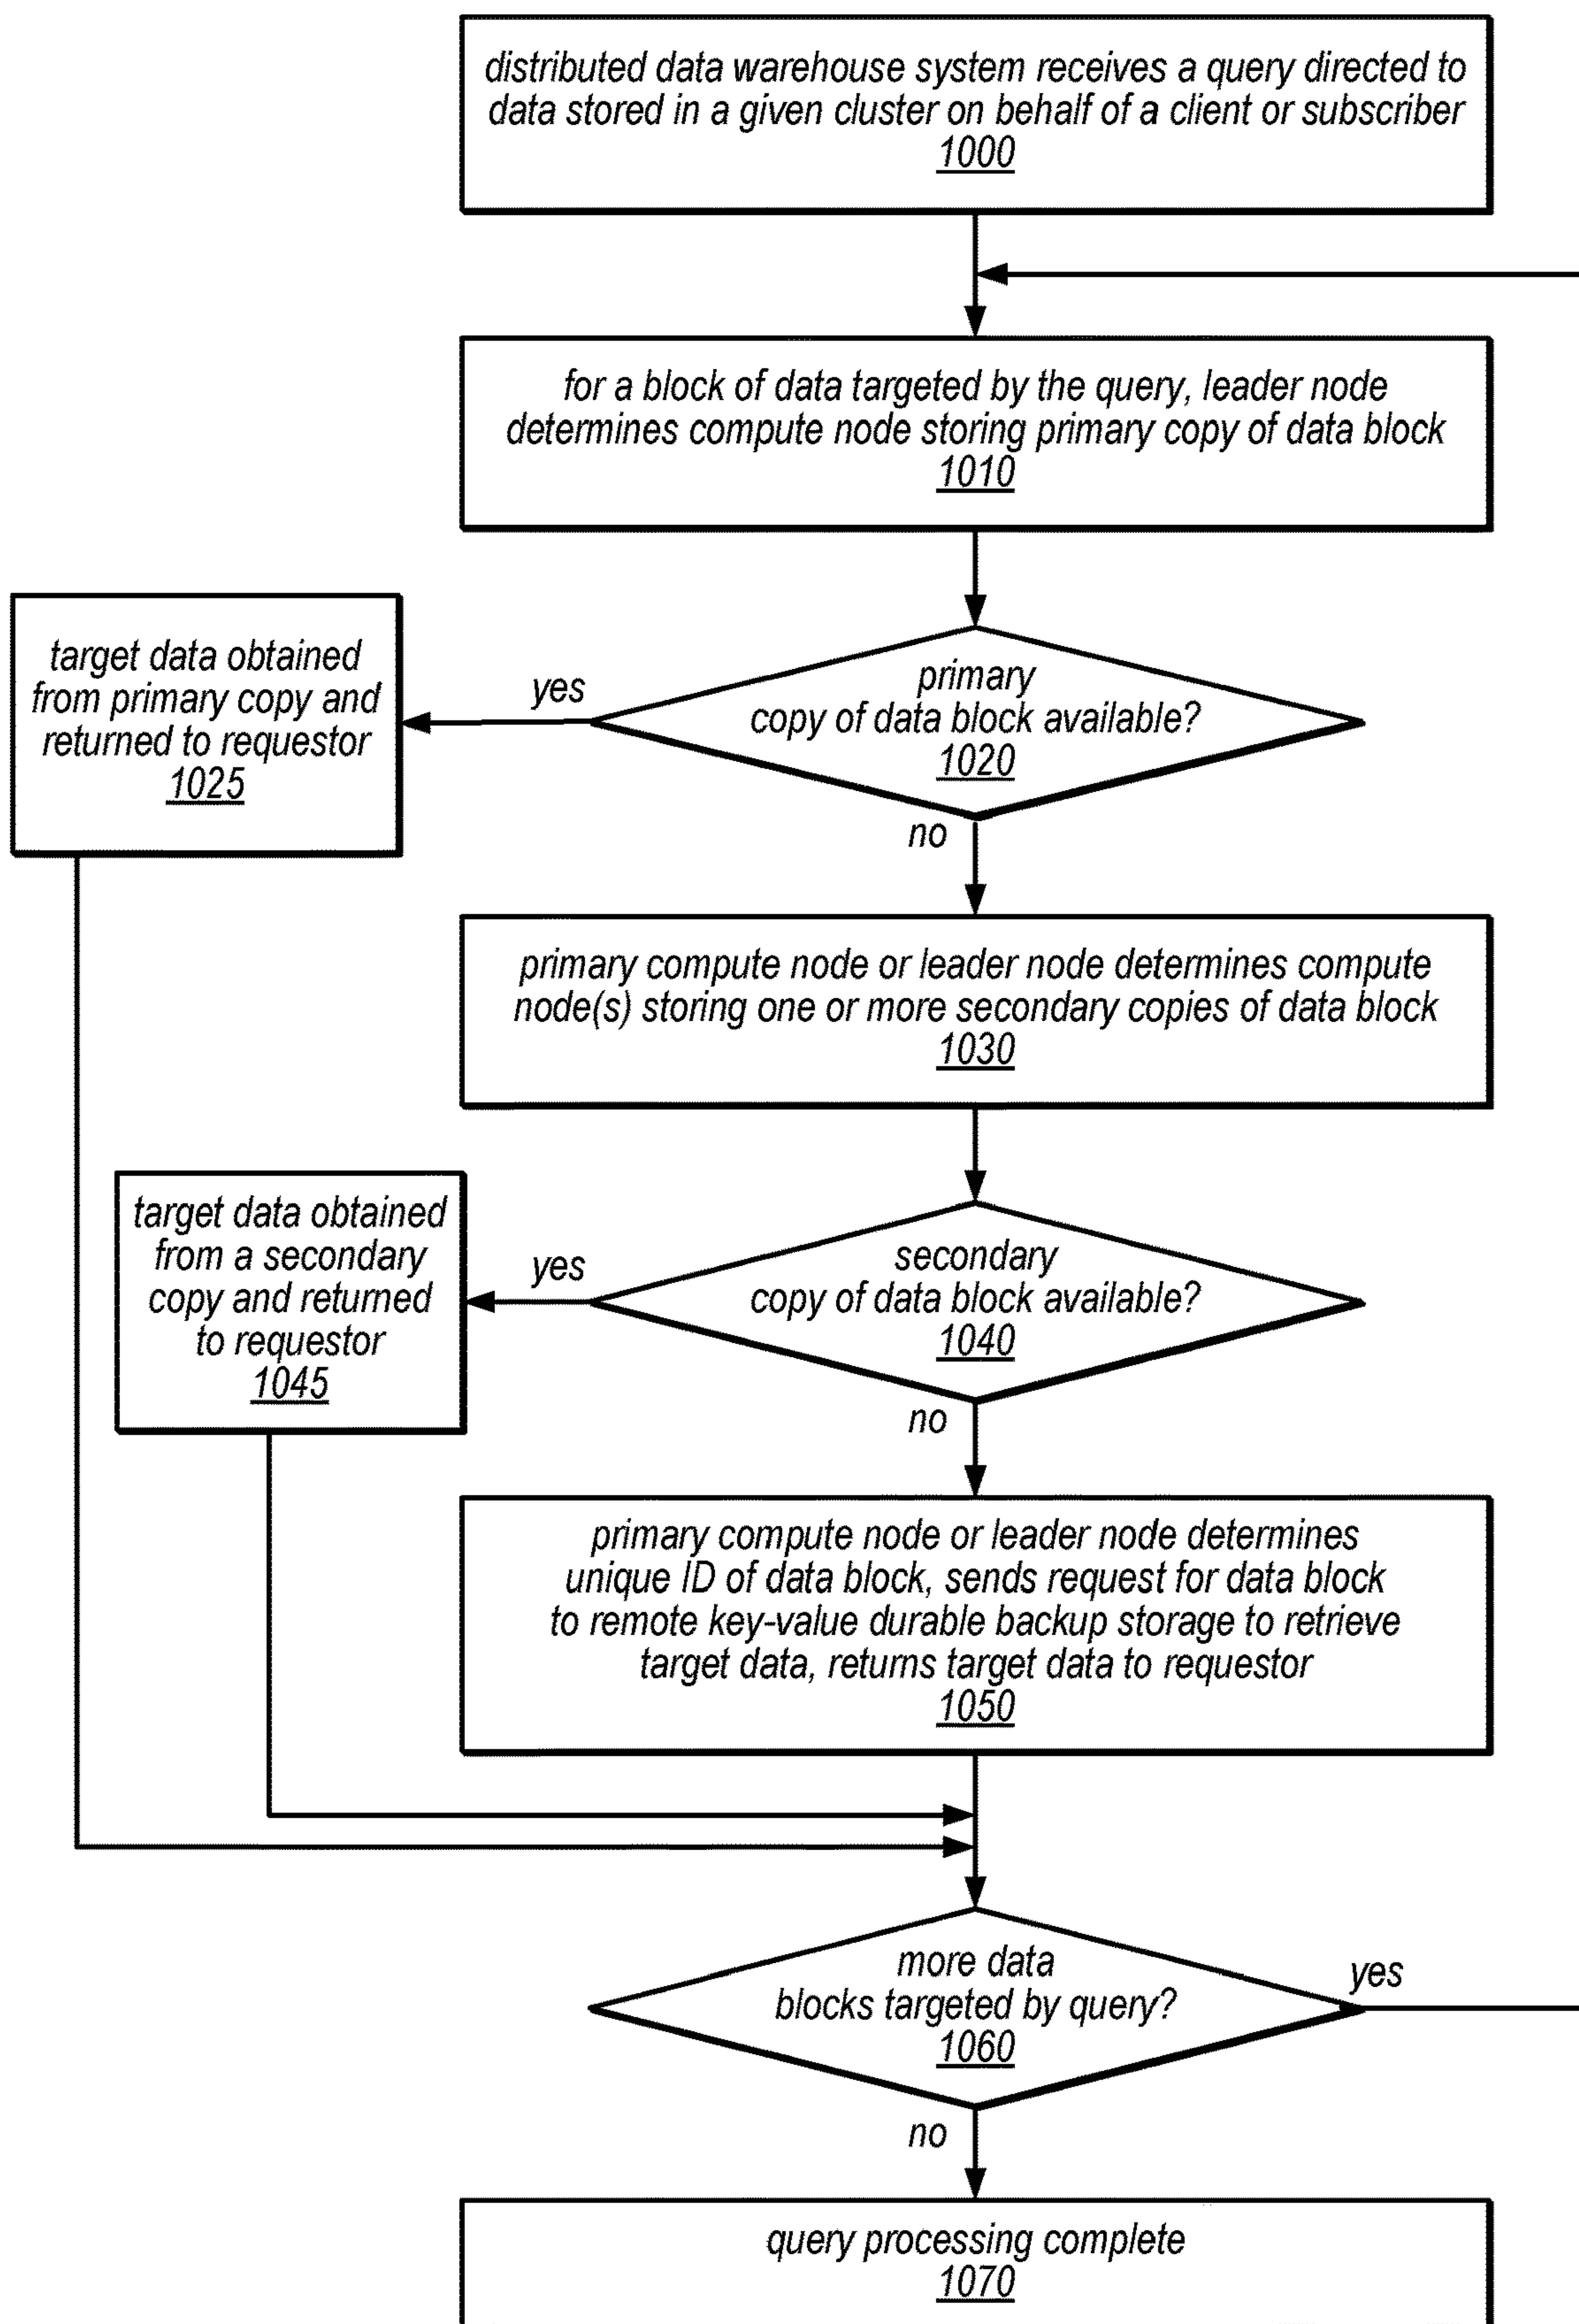 distributed data warehouse system receives a query directed to
data stored in a given cluster on behalf of a client or subscriber
1000
for a block of data targeted by the query, leader node
determines compute node storing primary copy of data block
1010
target data obtained
from primary copy and
returned to requestor
1025
yes
primary
copy of data block available?
1020
no
primary compute node or leader node determines compute
node(s) storing one or more secondary copies of data block
1030
target data obtained
from a secondary
copy and returned
to requestor
1045
yes
secondary
copy of data block available?
1040
no
primary compute node or leader node determines
unique ID of data block, sends request for data block
to remote key-value durable backup storage to retrieve
target data, returns target data to requestor
1050
more data
blocks targeted by query?
1060
yes
no
query processing complete
1070